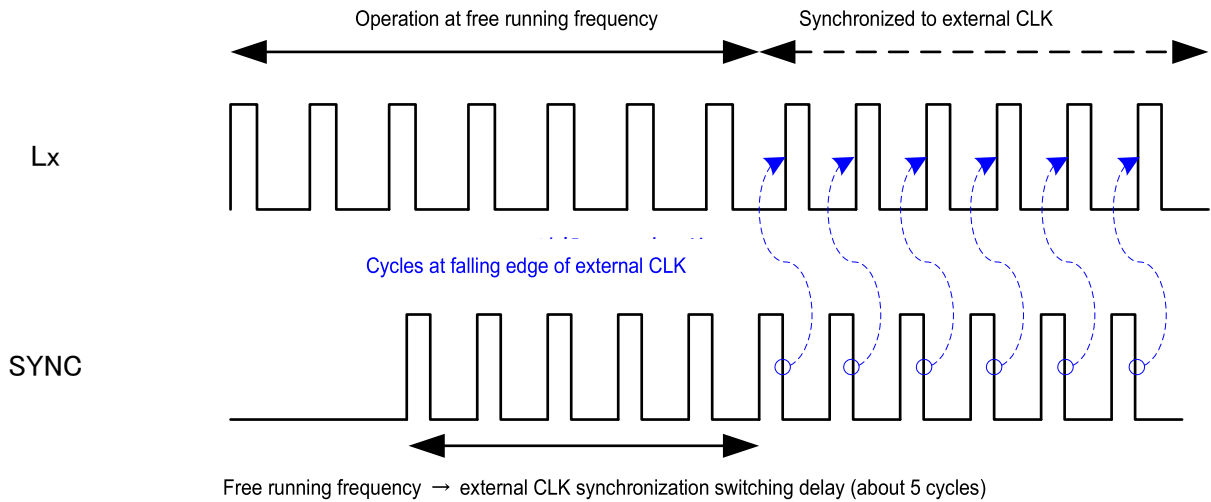 Operation at free running frequency
Synchronized to external CLK
Lx
Cycles at falling edge of external CLK
SYNC
Free running frequency → external CLK synchronization switching delay (about 5 cycles)